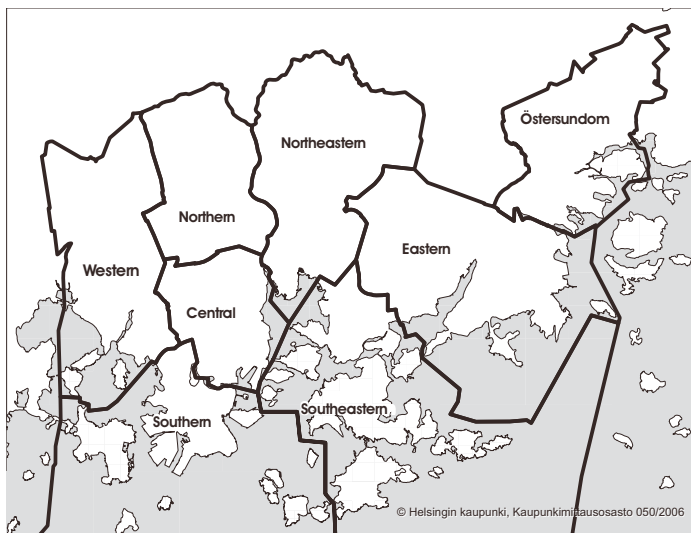 Östersundom
Northeastern
Northern
Eastern
Western
Central
Southern
Southeastern
© Helsingin kaupunki, Kaupunkimittausosasto 050/2006